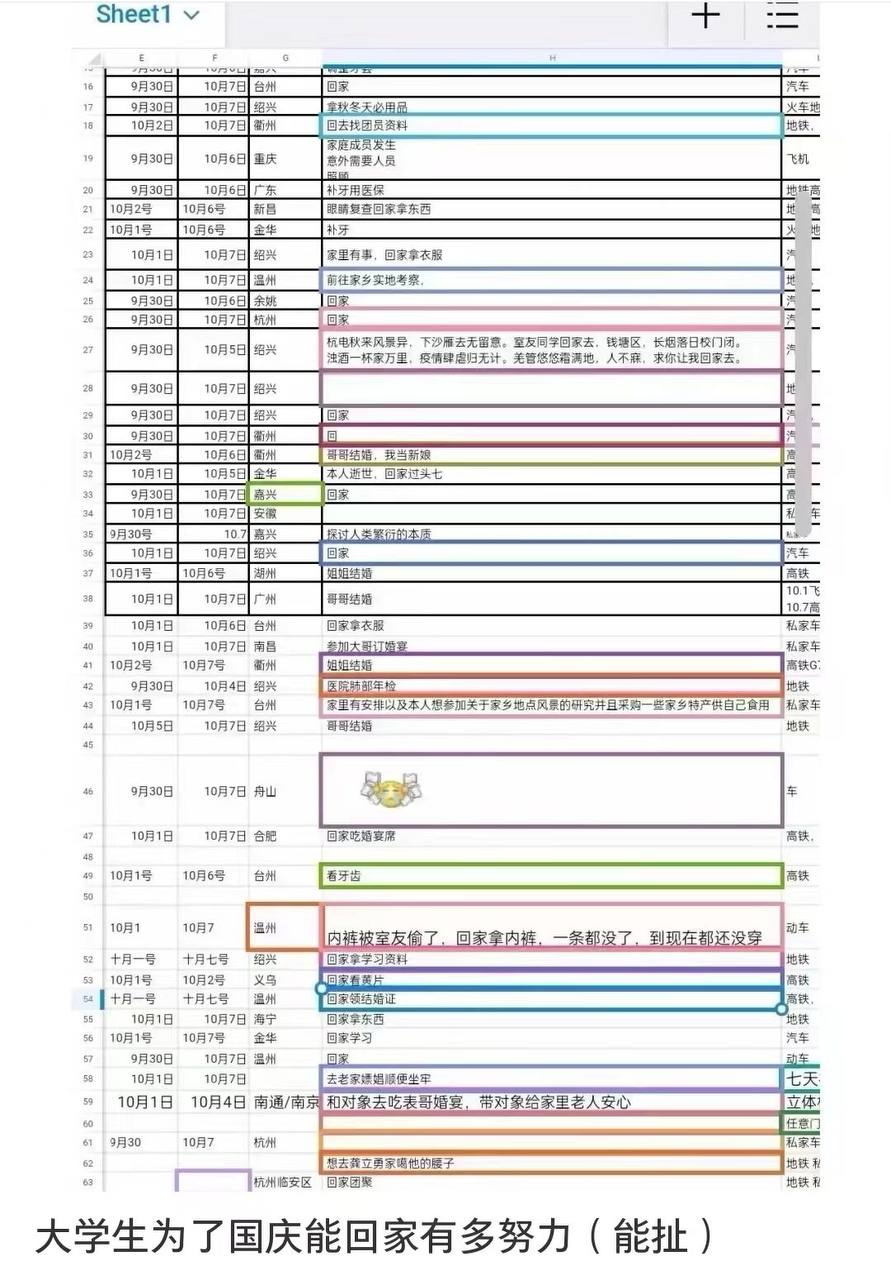 Sheet1
E F G H
16 9月30日 10月7日 台州 回家 汽车
17 9月30日 10月7日 绍兴 拿秋冬天必用品 火车地
18 10月2日 10月7日 衢州 回去找团员资料 地铁,
家庭成员发生
19 9月30日 10月6日 重庆 意外需要人员 飞机
照顾
20 9月30日 10月6日 广东 补牙用医保 地铁高
21 10月2号 10月6号 新昌 眼睛复查回家拿东西 地 高
22 10月1号 10月6号 金华 补牙 火 地
23 10月1日 10月7日 绍兴 家里有事，回家拿衣服 汽
24 10月1日 10月7日 温州 前往家乡实地考察, 地
25 9月30日 10月6日 余姚 回家 汽
26 9月30日 10月7日 杭州 回家 汽
27 9月30日 10月5日 绍兴 杭电秋来风景异，下沙雁去无留意。室友同学回家去，钱塘区，长烟落日校门闭。 汽
浊酒一杯家万里，疫情肆虐归无计。羌管悠悠霜满地，人不寐，求你让我回家去。
28 9月30日 10月7日 绍兴 地
29 9月30日 10月7日 绍兴 回家 汽
30 9月30日 10月7日 衢州 回 汽
31 10月2号 10月6日 衢州 哥哥结婚，我当新娘 高
32 10月1日 10月5日 金华 本人逝世，回家过头七 高
33 9月30日 10月7日 嘉兴 回家 高
34 10月1日 10月7日 安徽 私 车
35 9月30号 10.7 嘉兴 探讨人类繁衍的本质 私家
36 10月1日 10月7日 绍兴 回家 汽车
37 10月1号 10月6号 湖州 姐姐结婚 高铁
38 10月1日 10月7日 广州 哥哥结婚 10.1飞
10.7高
39 10月1日 10月6日 台州 回家拿衣服 私家车
40 10月1日 10月7日 南昌 参加大哥订婚宴 私家车
41 10月2号 10月7号 衢州 姐姐结婚 高铁G7
42 9月30日 10月4日 绍兴 医院肺部年检 地铁
43 10月1号 10月7号 台州 家里有安排以及本人想参加关于家乡地点风景的研究并且采购一些家乡特产供自己食用 私家车
44 10月5日 10月7日 绍兴 哥哥结婚 地铁
45
46 9月30日 10月7日 舟山 车
47 10月1日 10月7日 合肥 回家吃婚宴席 高铁,
48
49 10月1号 10月6号 台州 看牙齿 高铁
50
51 10月1 10月7 温州 内裤被室友偷了，回家拿内裤，一条都没了，到现在都还没穿 动车
52 十月一号 十月七号 绍兴 回家拿学习资料 地铁
53 10月1号 10月2号 义乌 回家看黄片 高铁
54 十月一号 十月七号 温州 回家领结婚证 高铁,
55 10月1日 10月7日 海宁 回家拿东西 地铁
56 10月1号 10月7号 金华 回家学习 汽车
57 9月30日 10月7日 温州 回家 动车
58 10月1日 10月7日 去老家嫖娼顺便坐牢 七天
59 10月1日 10月4日 南通/南京 和对象去吃表哥婚宴，带对象给家里老人安心 立体
60 任意门
61 9月30 10月7 杭州 私家车
62 想去龚立勇家噶他的腰子 地铁 私
63 杭州临安区 回家团聚 地铁 私
大学生为了国庆能回家有多努力（能扯）